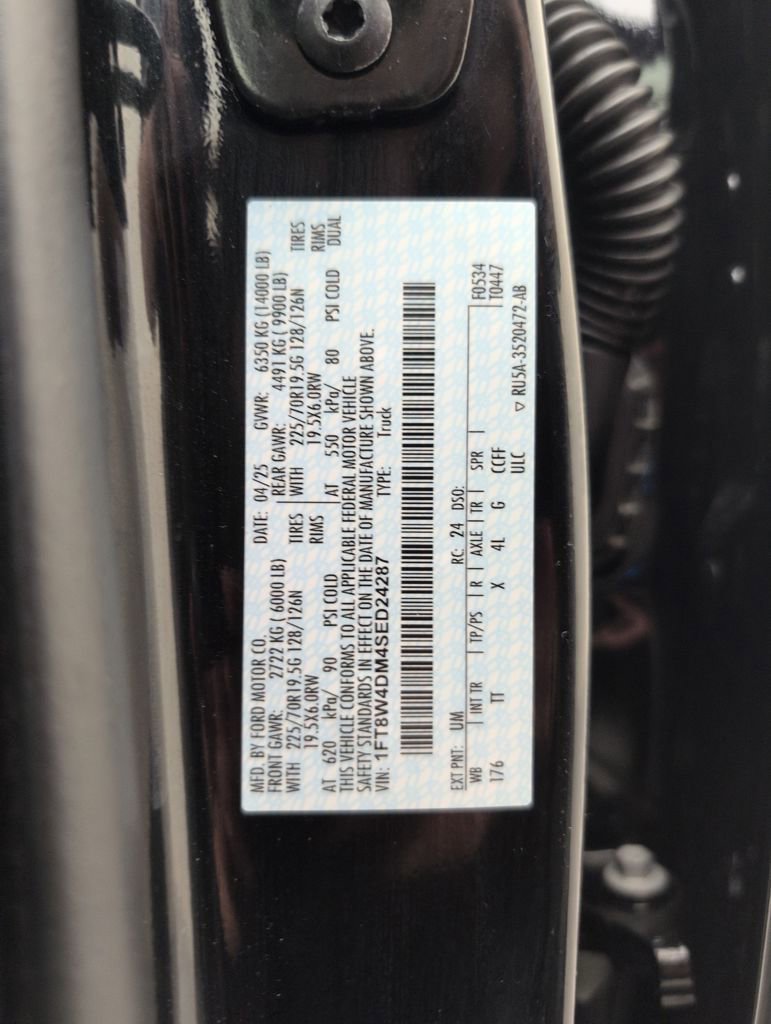 MFD. BY FORD MOTOR CO.
DATE: 04/25 GVWR: 6350 KG (14000 LB)
FRONT GAWR: 2722 KG ( 6000 LB) REAR GAWR: 4491 KG ( 9900 LB)
WITH 225/70R19.5G 128/126N TIRES WITH 225/70R19.5G 128/126N TIRES
19.5X6.0RW RIMS 19.5X6.0RW RIMS
AT 620 kPa/ 90 PSI COLD AT 550 kPa/ 80 PSI COLD DUAL
THIS VEHICLE CONFORMS TO ALL APPLICABLE FEDERAL MOTOR VEHICLE
SAFETY STANDARDS IN EFFECT ON THE DATE OF MANUFACTURE SHOWN ABOVE.
VIN: 1FT8W4DM4SED24287 TYPE: Truck
EXT PNT: UM RC: 24 DSO:
WB INT TR TP/PS R AXLE TR SPR F0534
176 TT X 4L G CCFF T0447
ULC ▽ RU5A-3520472-AB